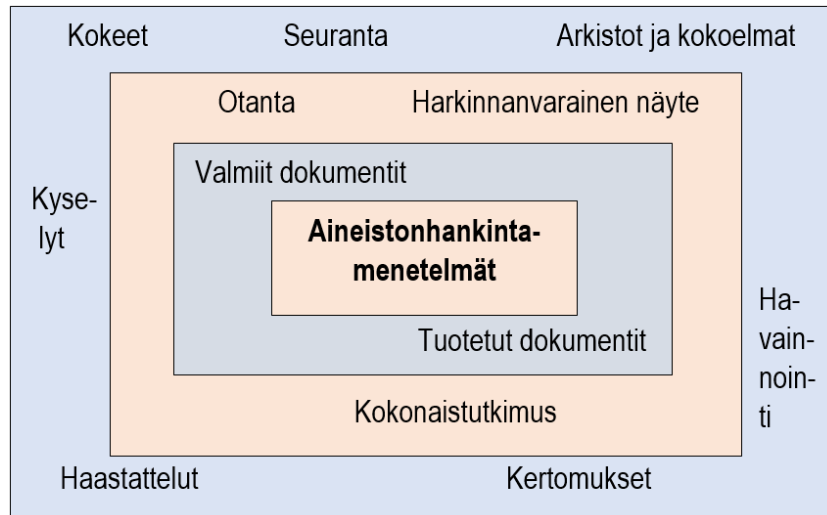 Kokeet Seuranta Arkistot ja kokoelmat
Otanta Harkinnanvarainen näyte
Valmiit dokumentit
Kyse-
lyt
Aineistonhankinta-
menetelmät
Tuotetut dokumentit
Ha-
vain-
noin-
ti
Kokonaistutkimus
Haastattelut Kertomukset